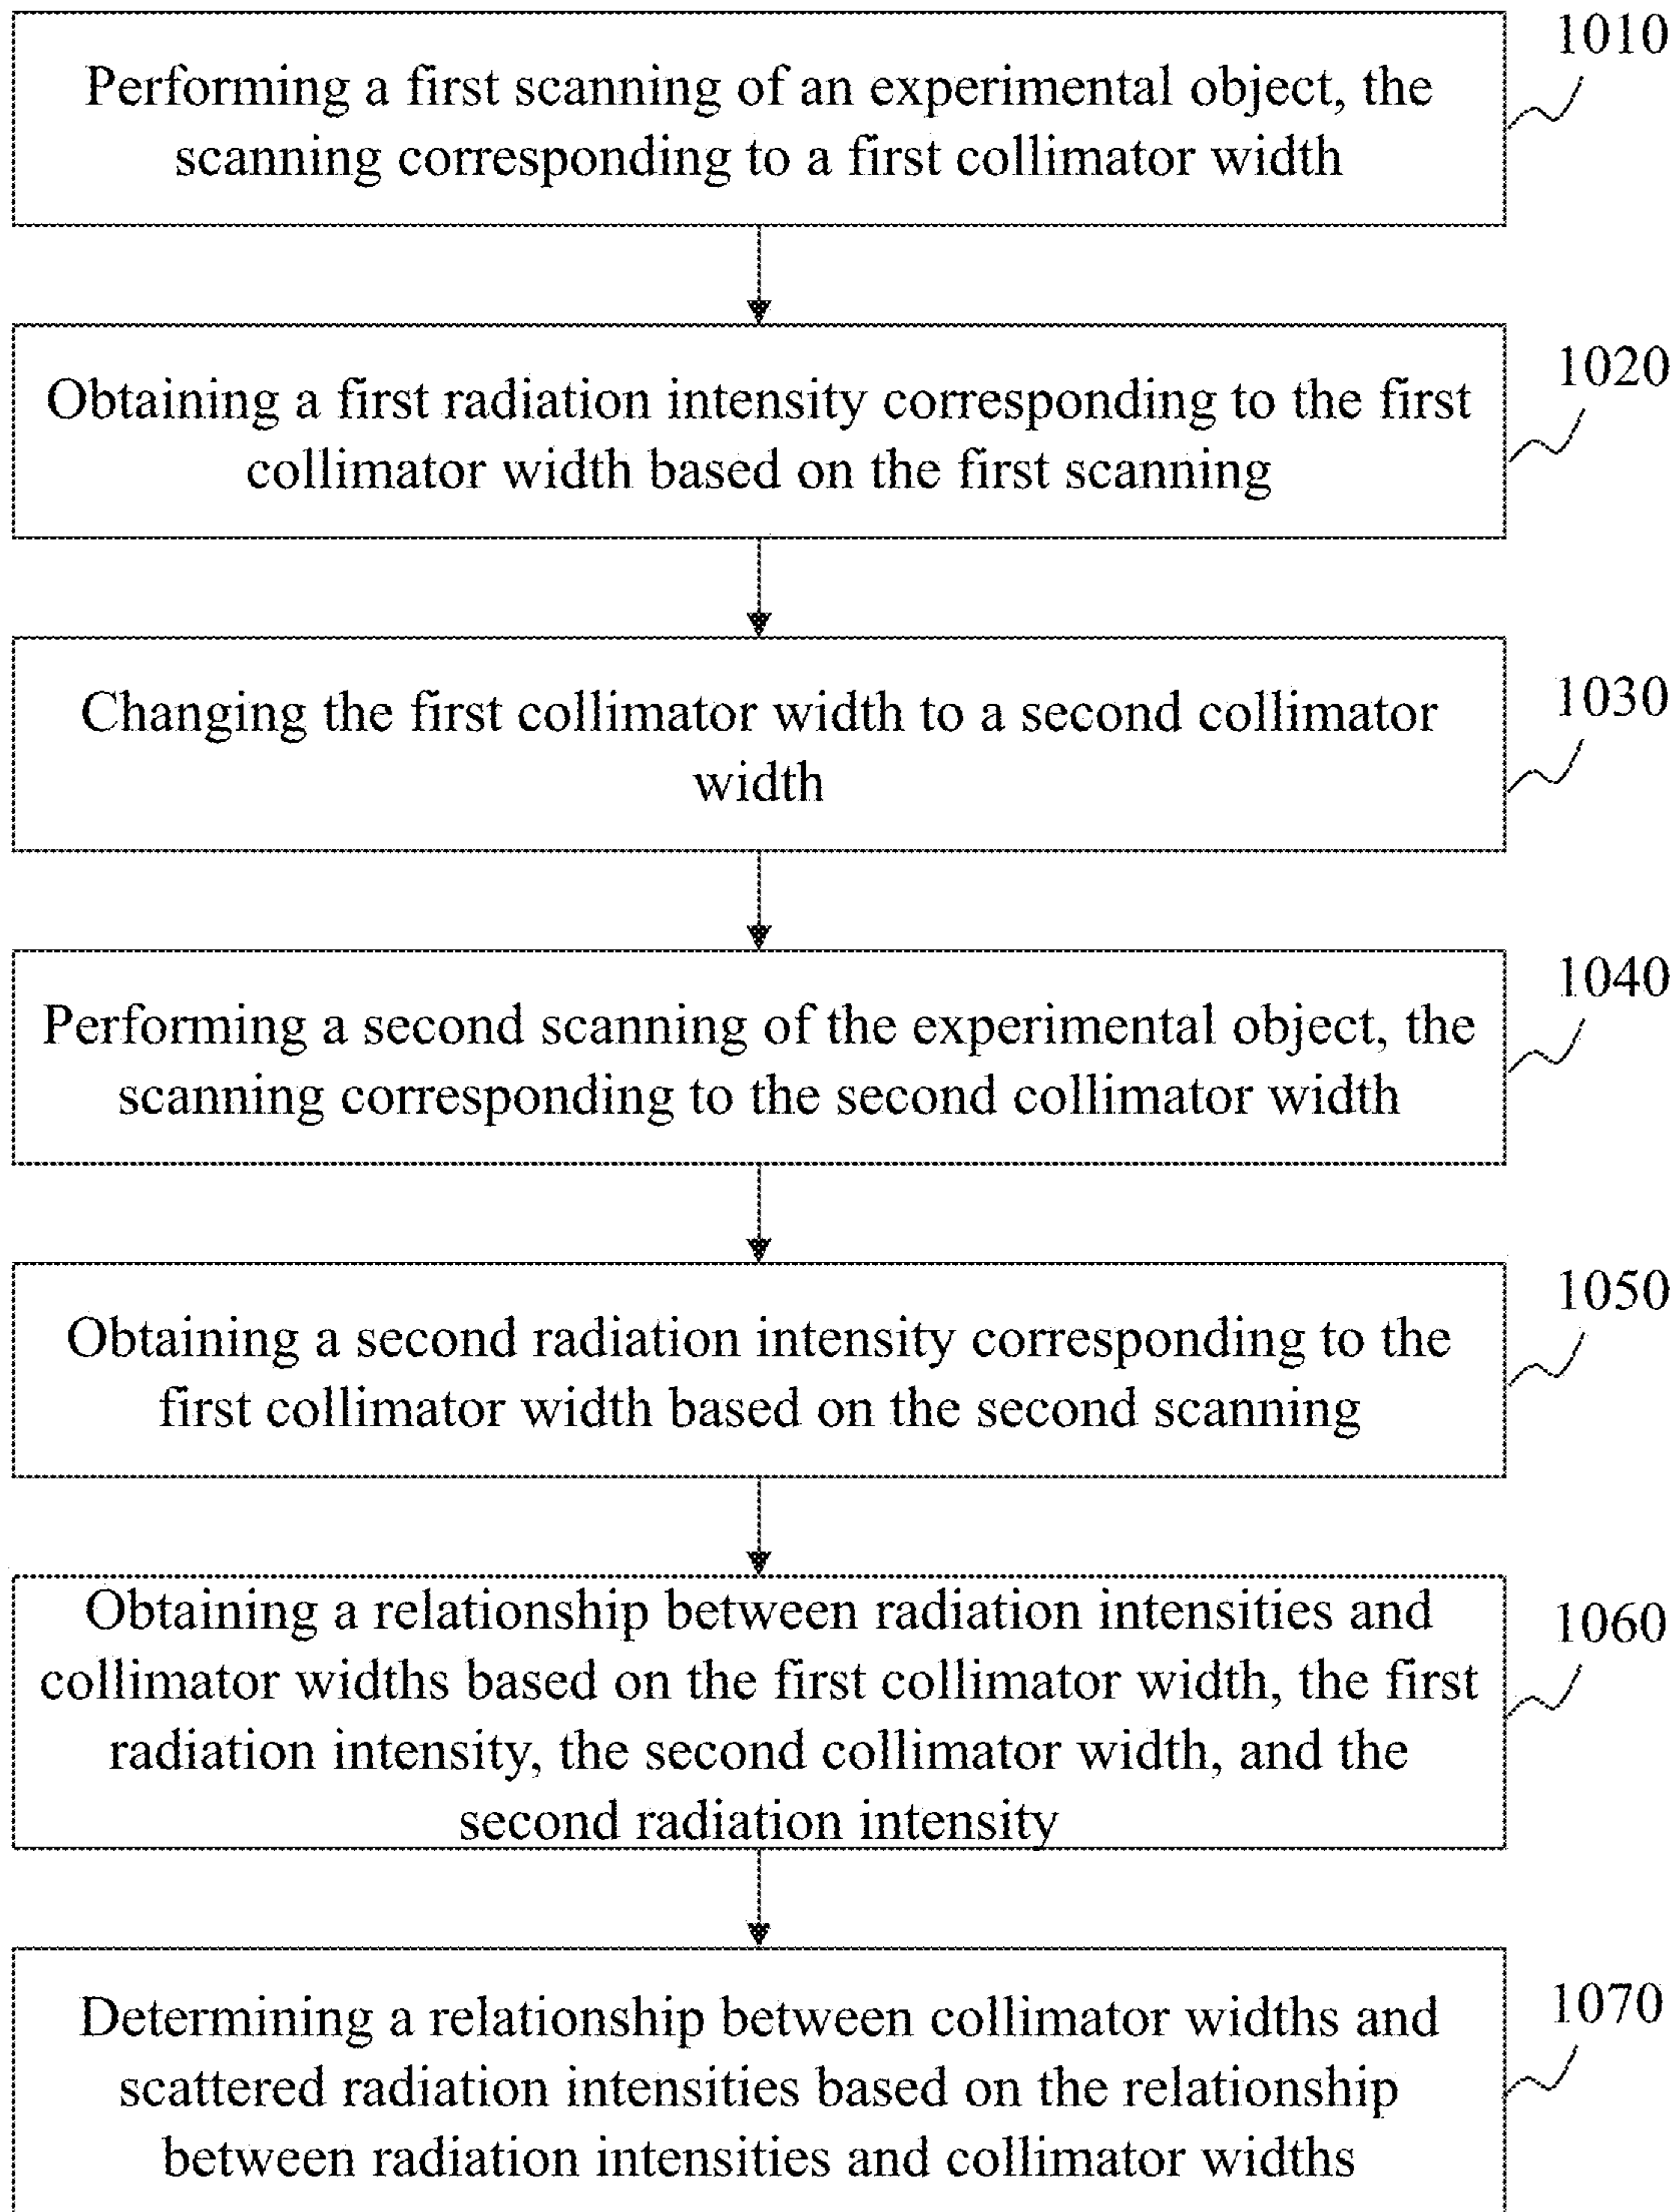 1010
Performing a first scanning of an experimental object, the
scanning corresponding to a first collimator width
1020
Obtaining a first radiation intensity corresponding to the first
collimator width based on the first scanning
1030
Changing the first collimator width to a second collimator
width
1040
Performing a second scanning of the experimental object, the
scanning corresponding to the second collimator width
1050
Obtaining a second radiation intensity corresponding to the
first collimator width based on the second scanning
1060
Obtaining a relationship between radiation intensities and
collimator widths based on the first collimator width, the first
radiation intensity, the second collimator width, and the
second radiation intensity
1070
Determining a relationship between collimator widths and
scattered radiation intensities based on the relationship
between radiation intensities and collimator widths